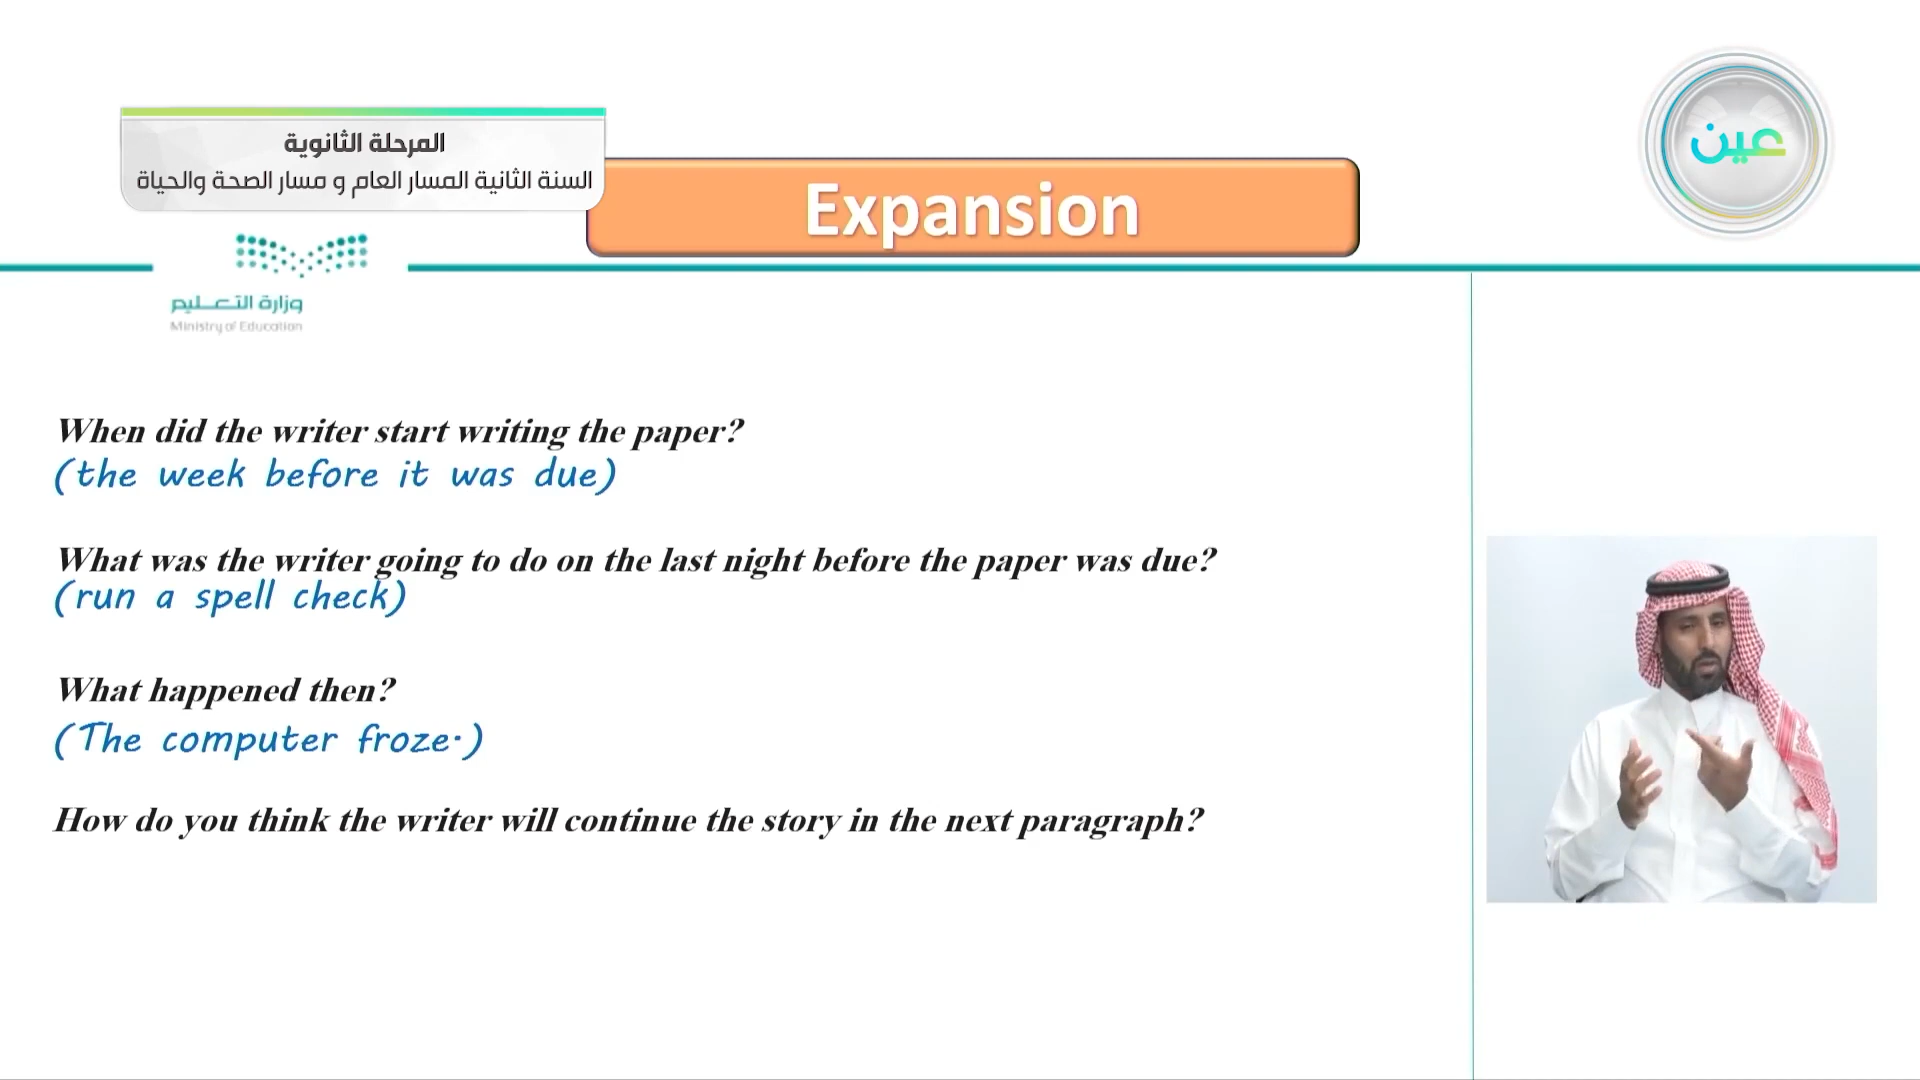 المرحلة الثانوية
السنة الثانية المسار العام و مسار الصحة والحياة
Expansion
عين
وزارة التعليم
Ministry of Education
When did the writer start writing the paper?
(the week before it was due)
What was the writer going to do on the last night before the paper was due?
(run a spell check)
What happened then?
(The computer froze.)
How do you think the writer will continue the story in the next paragraph?